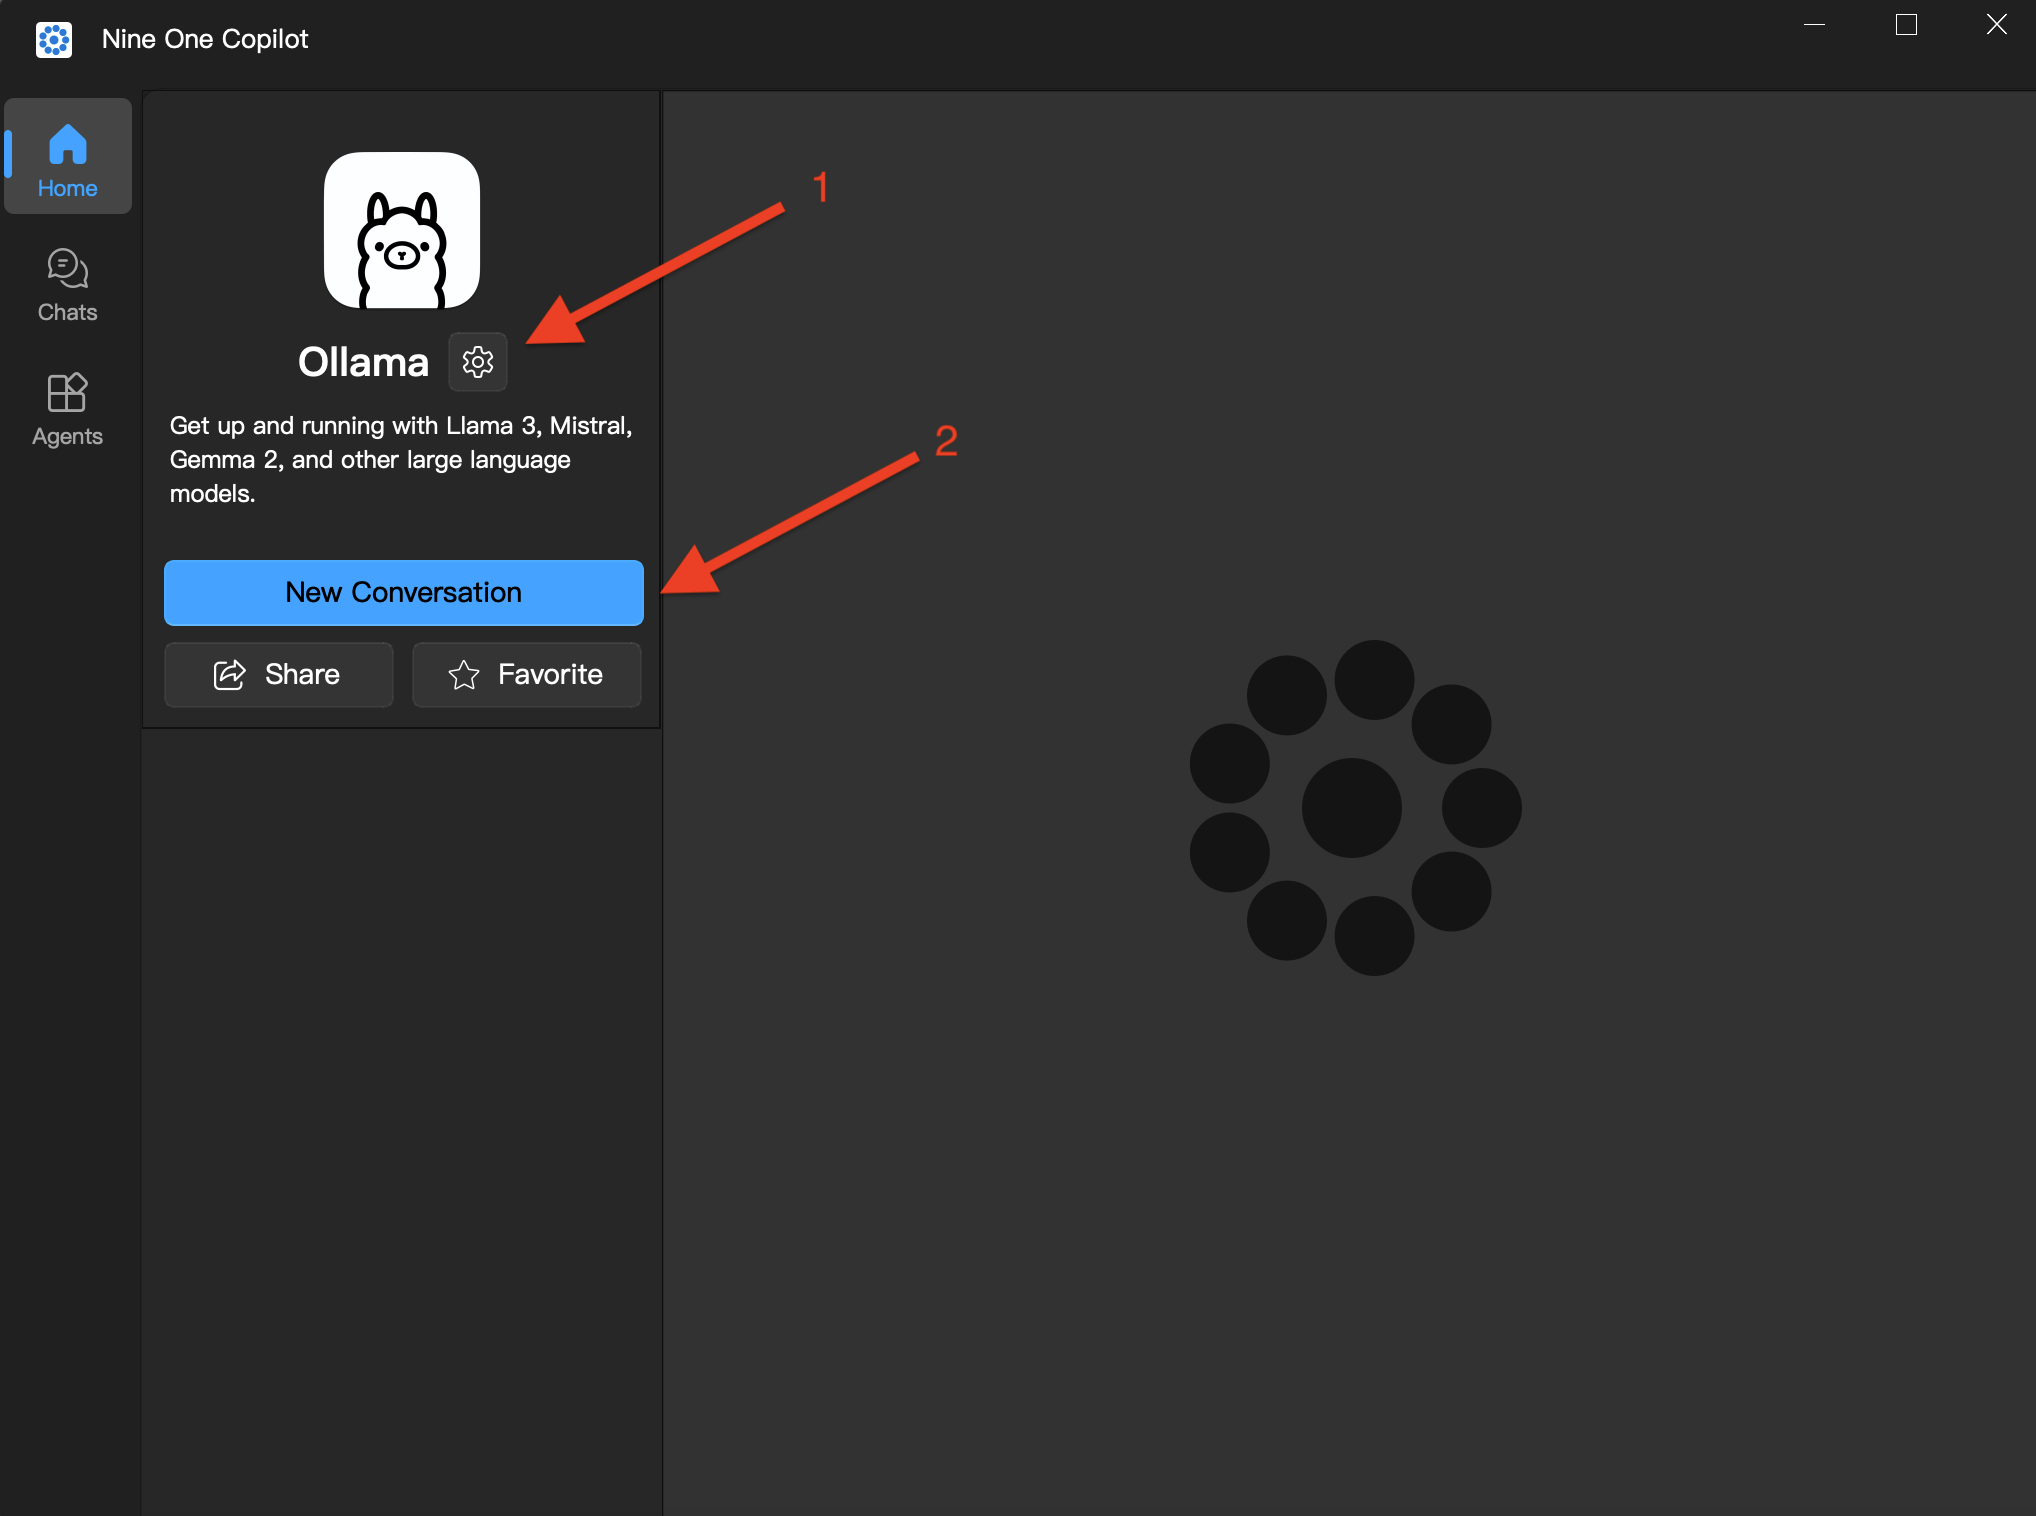 Nine One Copilot
Home
Chats
Agents
1
Ollama
Get up and running with Llama 3, Mistral,
Gemma 2, and other large language
models.
2
New Conversation
Share
Favorite